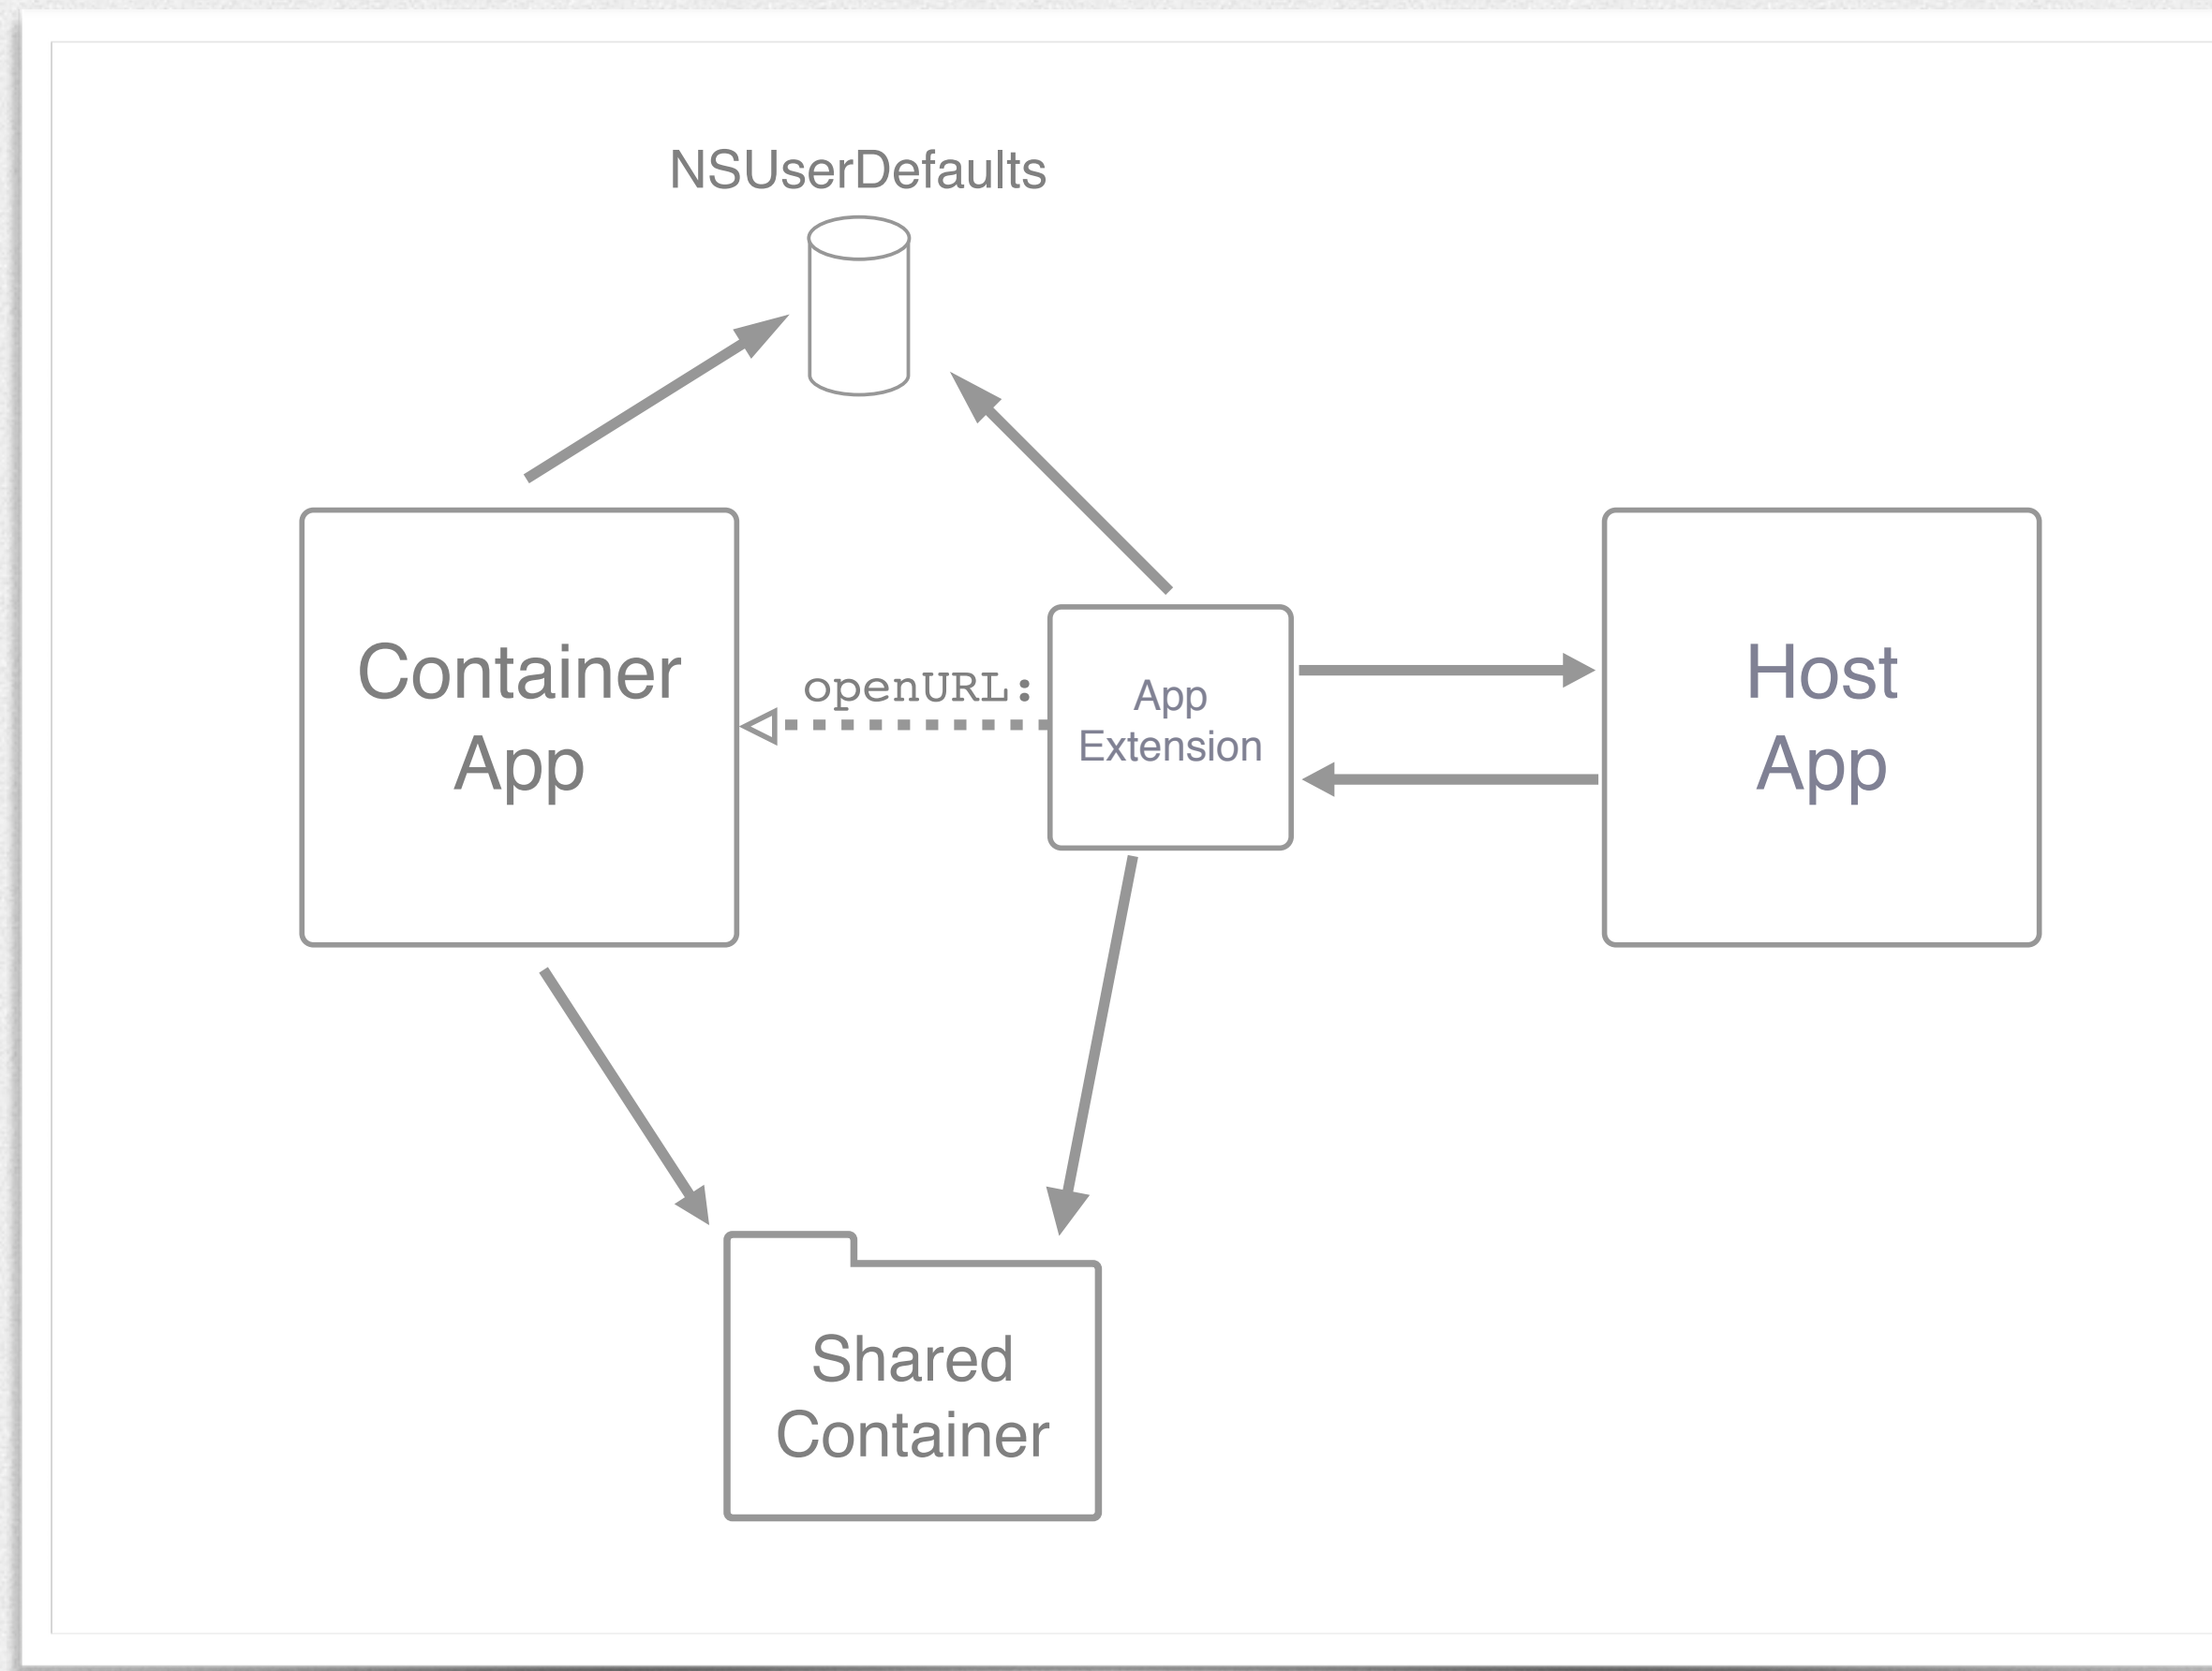 NSUserDefaults
Container
App
openURL:
App
Extension
Host
App
Shared
Container